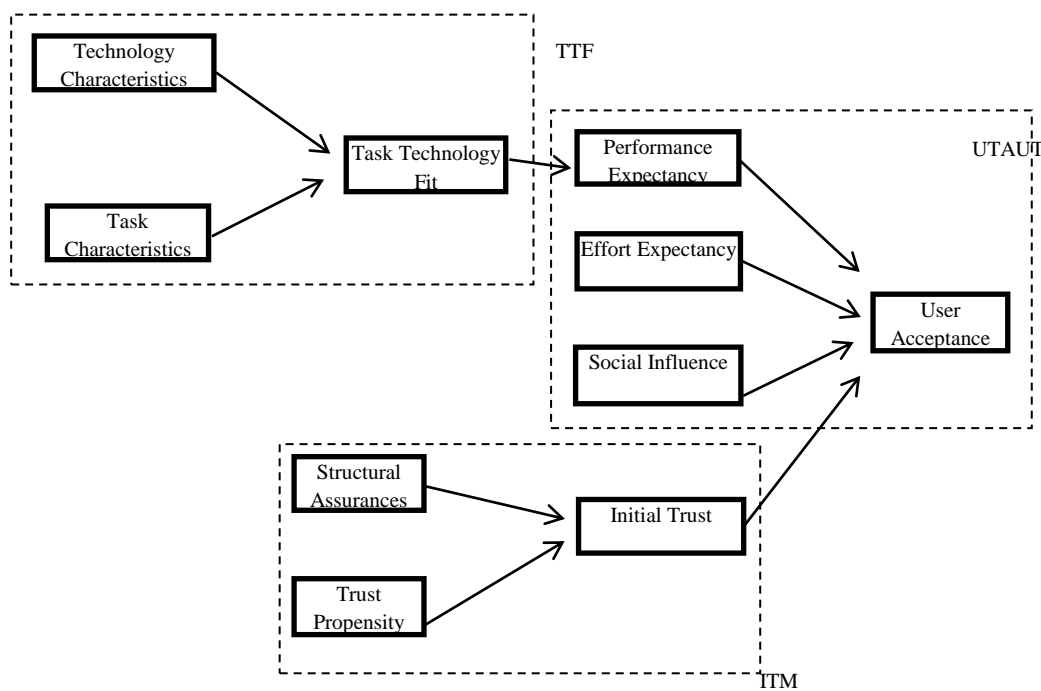 Technology
Characteristics
TTF
Task Technology
Fit
Task
Characteristics
Performance
Expectancy
UTAUT
Effort Expectancy
User
Acceptance
Social Influence
Structural
Assurances
Initial Trust
Trust
Propensity
ITM